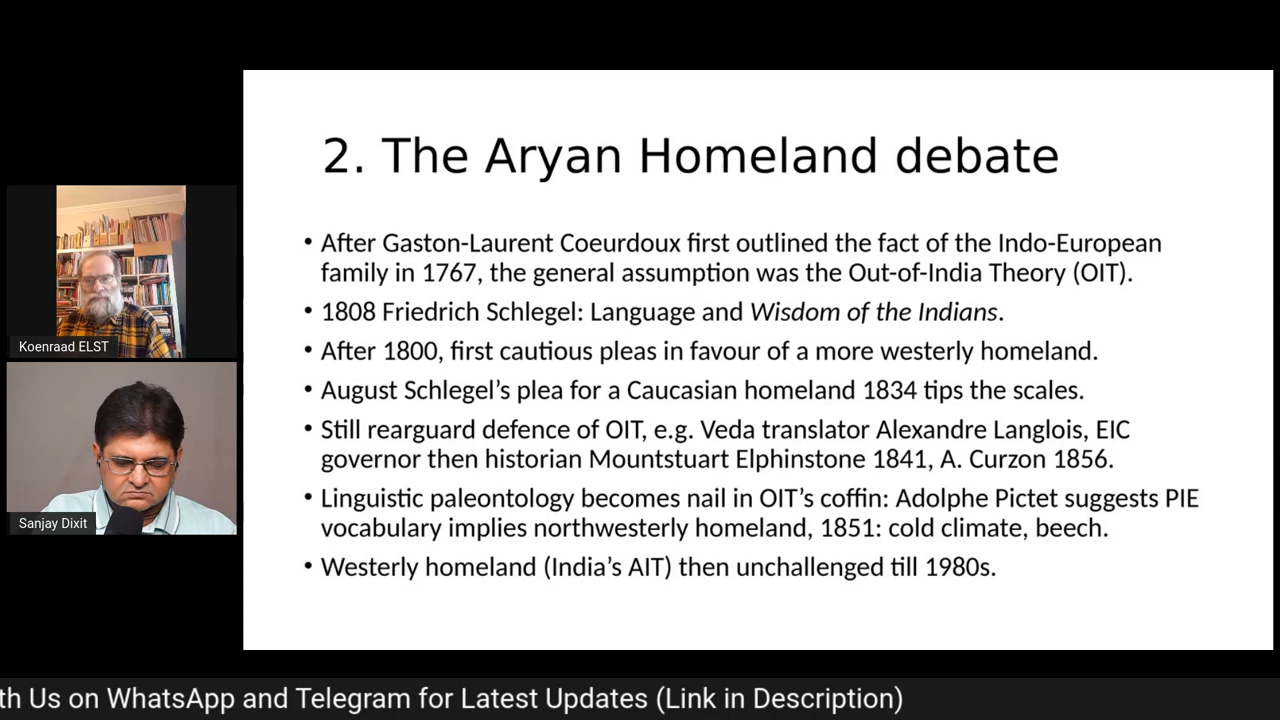 2. The Aryan Homeland debate
• After Gaston-Laurent Coeurdoux first outlined the fact of the Indo-European
family in 1767, the general assumption was the Out-of-India Theory (OIT).
• 1808 Friedrich Schlegel: Language and Wisdom of the Indians.
• After 1800, first cautious pleas in favour of a more westerly homeland.
• August Schlegel’s plea for a Caucasian homeland 1834 tips the scales.
• Still rearguard defence of OIT, e.g. Veda translator Alexandre Langlois, EIC
governor then historian Mountstuart Elphinstone 1841, A. Curzon 1856.
• Linguistic paleontology becomes nail in OIT’s coffin: Adolphe Pictet suggests PIE
vocabulary implies northwesterly homeland, 1851: cold climate, beech.
• Westerly homeland (India’s AIT) then unchallenged till 1980s.
Koenraad ELST
Sanjay Dixit
th Us on WhatsApp and Telegram for Latest Updates (Link in Description)